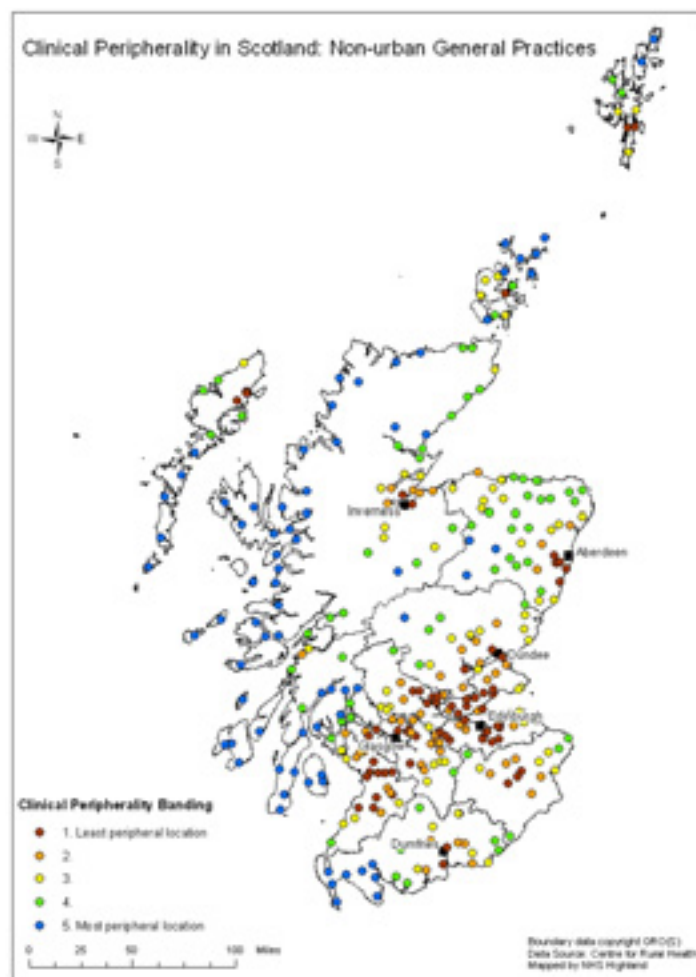 Clinical Peripherality in Scotland: Non-urban General Practices
N
W E
S
Inverness
Aberdeen
Dundee
Edinburgh
Glasgow
Dumfries
Clinical Peripherality Banding
1. Least peripheral location
2.
3.
4.
5. Most peripheral location
0 50 100 Miles
Boundary data copyright GRO(S)
Data Source: Centre for Rural Health
Mapped by NHS Highland